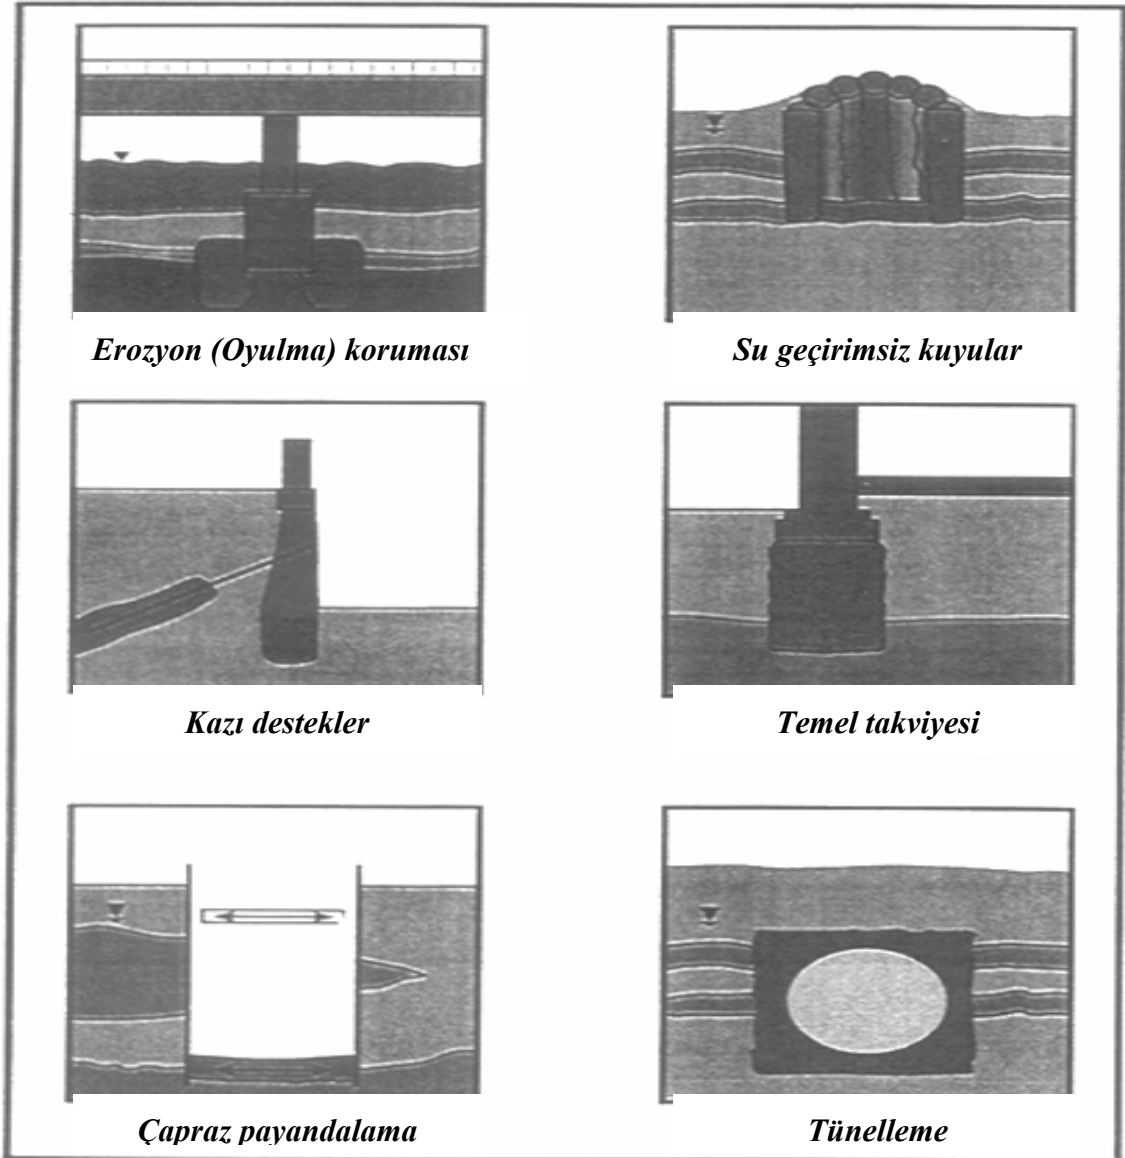 Erozyon (Oyulma) koruması
Su geçirimsiz kuyular
Kazı destekler
Temel takviyesi
Çapraz payandalama
Tünelleme